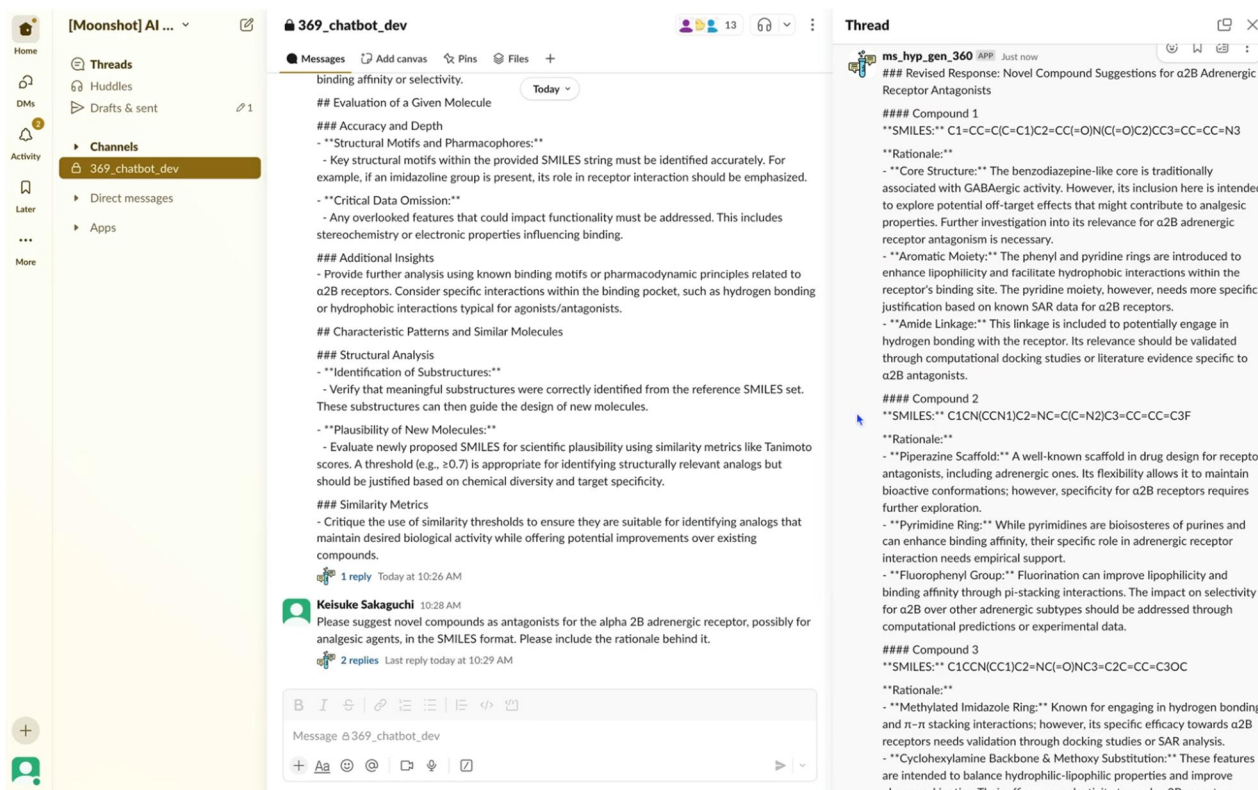 [Moonshot] AI ...
Home
DMs
2
Activity
Later
More
Threads
Huddles
Drafts & sent
1
Channels
369_chatbot_dev
Direct messages
Apps
369_chatbot_dev
13
Messages
Add canvas
Pins
Files
Today
binding affinity or selectivity.
## Evaluation of a Given Molecule
### Accuracy and Depth
- **Structural Motifs and Pharmacophores:**
- Key structural motifs within the provided SMILES string must be identified accurately. For
example, if an imidazoline group is present, its role in receptor interaction should be emphasized.
- **Critical Data Omission:**
- Any overlooked features that could impact functionality must be addressed. This includes
stereochemistry or electronic properties influencing binding.
### Additional Insights
- Provide further analysis using known binding motifs or pharmacodynamic principles related to
α2B receptors. Consider specific interactions within the binding pocket, such as hydrogen bonding
or hydrophobic interactions typical for agonists/antagonists.
## Characteristic Patterns and Similar Molecules
### Structural Analysis
- **Identification of Substructures:**
- Verify that meaningful substructures were correctly identified from the reference SMILES set.
These substructures can then guide the design of new molecules.
- **Plausibility of New Molecules:**
- Evaluate newly proposed SMILES for scientific plausibility using similarity metrics like Tanimoto
scores. A threshold (e.g., ≥0.7) is appropriate for identifying structurally relevant analogs but
should be justified based on chemical diversity and target specificity.
### Similarity Metrics
- Critique the use of similarity thresholds to ensure they are suitable for identifying analogs that
maintain desired biological activity while offering potential improvements over existing
compounds.
1 reply Today at 10:26 AM
Keisuke Sakaguchi 10:28 AM
Please suggest novel compounds as antagonists for the alpha 2B adrenergic receptor, possibly for
analgesic agents, in the SMILES format. Please include the rationale behind it.
2 replies Last reply today at 10:29 AM
Message 369_chatbot_dev
Aa
Thread
ms_hyp_gen_360 APP Just now
### Revised Response: Novel Compound Suggestions for α2B Adrenergic
Receptor Antagonists
#### Compound 1
**SMILES:** C1=CC=C(C=C1)C2=CC(=O)N(C(=O)C2)CC3=CC=CC=N3
**Rationale:**
- **Core Structure:** The benzodiazepine-like core is traditionally
associated with GABAergic activity. However, its inclusion here is intended
to explore potential off-target effects that might contribute to analgesic
properties. Further investigation into its relevance for α2B adrenergic
receptor antagonism is necessary.
- **Aromatic Moiety:** The phenyl and pyridine rings are introduced to
enhance lipophilicity and facilitate hydrophobic interactions within the
receptor's binding site. The pyridine moiety, however, needs more specific
justification based on known SAR data for α2B receptors.
- **Amide Linkage:** This linkage is included to potentially engage in
hydrogen bonding with the receptor. Its relevance should be validated
through computational docking studies or literature evidence specific to
α2B antagonists.
#### Compound 2
**SMILES:** C1CN(CCN1)C2=NC=C(C=N2)C3=CC=CC=C3F
**Rationale:**
- **Piperazine Scaffold:** A well-known scaffold in drug design for recepto
antagonists, including adrenergic ones. Its flexibility allows it to maintain
bioactive conformations; however, specificity for α2B receptors requires
further exploration.
- **Pyrimidine Ring:** While pyrimidines are bioisosteres of purines and
can enhance binding affinity, their specific role in adrenergic receptor
interaction needs empirical support.
- **Fluorophenyl Group:** Fluorination can improve lipophilicity and
binding affinity through pi-stacking interactions. The impact on selectivity
for α2B over other adrenergic subtypes should be addressed through
computational predictions or experimental data.
#### Compound 3
**SMILES:** C1CCN(CC1)C2=NC(=O)NC3=C2C=CC=C3OC
**Rationale:**
- **Methylated Imidazole Ring:** Known for engaging in hydrogen bonding
and π–π stacking interactions; however, its specific efficacy towards α2B
receptors needs validation through docking studies or SAR analysis.
- **Cyclohexylamine Backbone & Methoxy Substitution:** These features
are intended to balance hydrophilic-lipophilic properties and improve